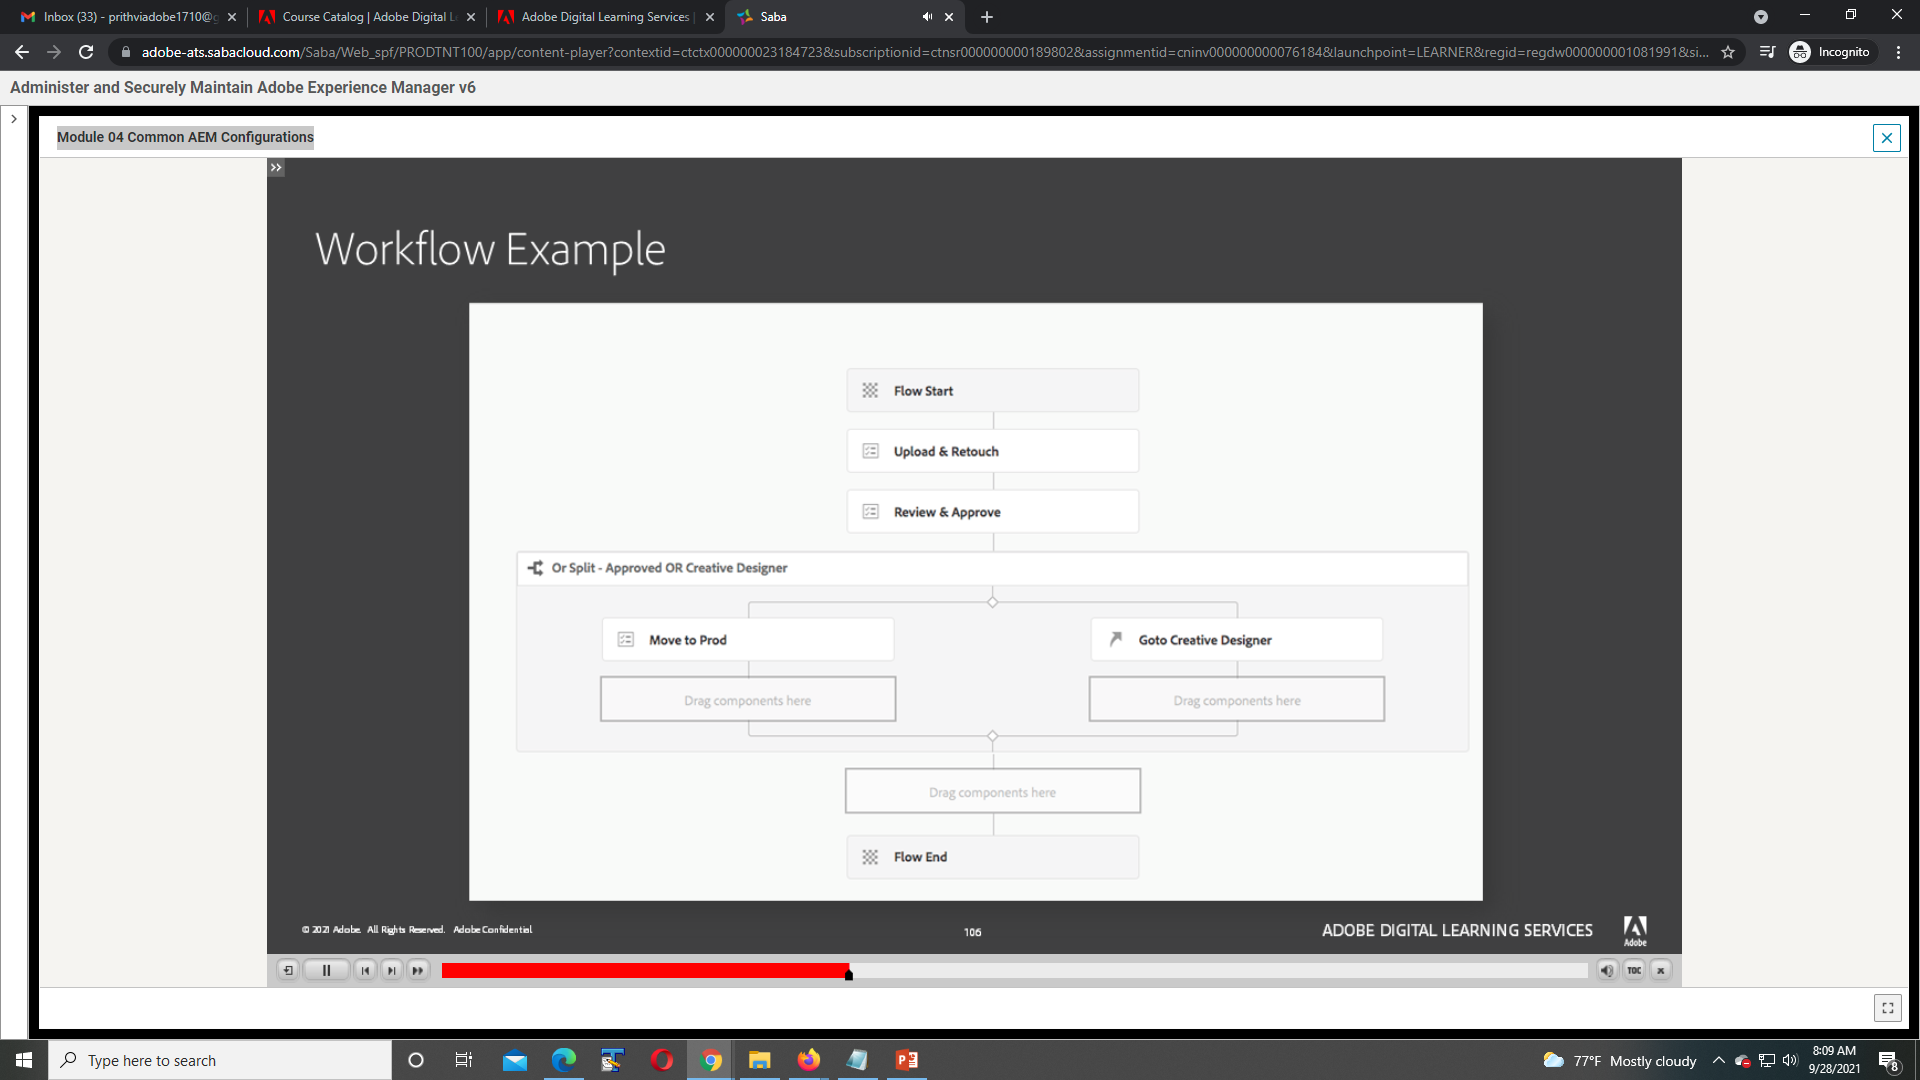 Inbox (33) - prithviadobe1710@g
Course Catalog | Adobe Digital L
Adobe Digital Learning Services |
Saba
adobe-ats.sabacloud.com/Saba/Web_spf/PRODTNT100/app/content-player?contextid=ctctx000000023184723&subscriptionid=ctnsr0000000000189802&assignmentid=cninv000000000076184&launchpoint=LEARNER&regid=regdw000000001081991&si...
Incognito
Administer and Securely Maintain Adobe Experience Manager v6
Module 04 Common AEM Configurations
Workflow Example
Flow Start
Upload & Retouch
Review & Approve
Or Split - Approved OR Creative Designer
Move to Prod
Goto Creative Designer
Drag components here
Drag components here
Drag components here
Flow End
© 2021 Adobe. All Rights Reserved. Adobe Confidential.
106
ADOBE DIGITAL LEARNING SERVICES
Adobe
TOC
Type here to search
77°F Mostly cloudy
8:09 AM
9/28/2021
8